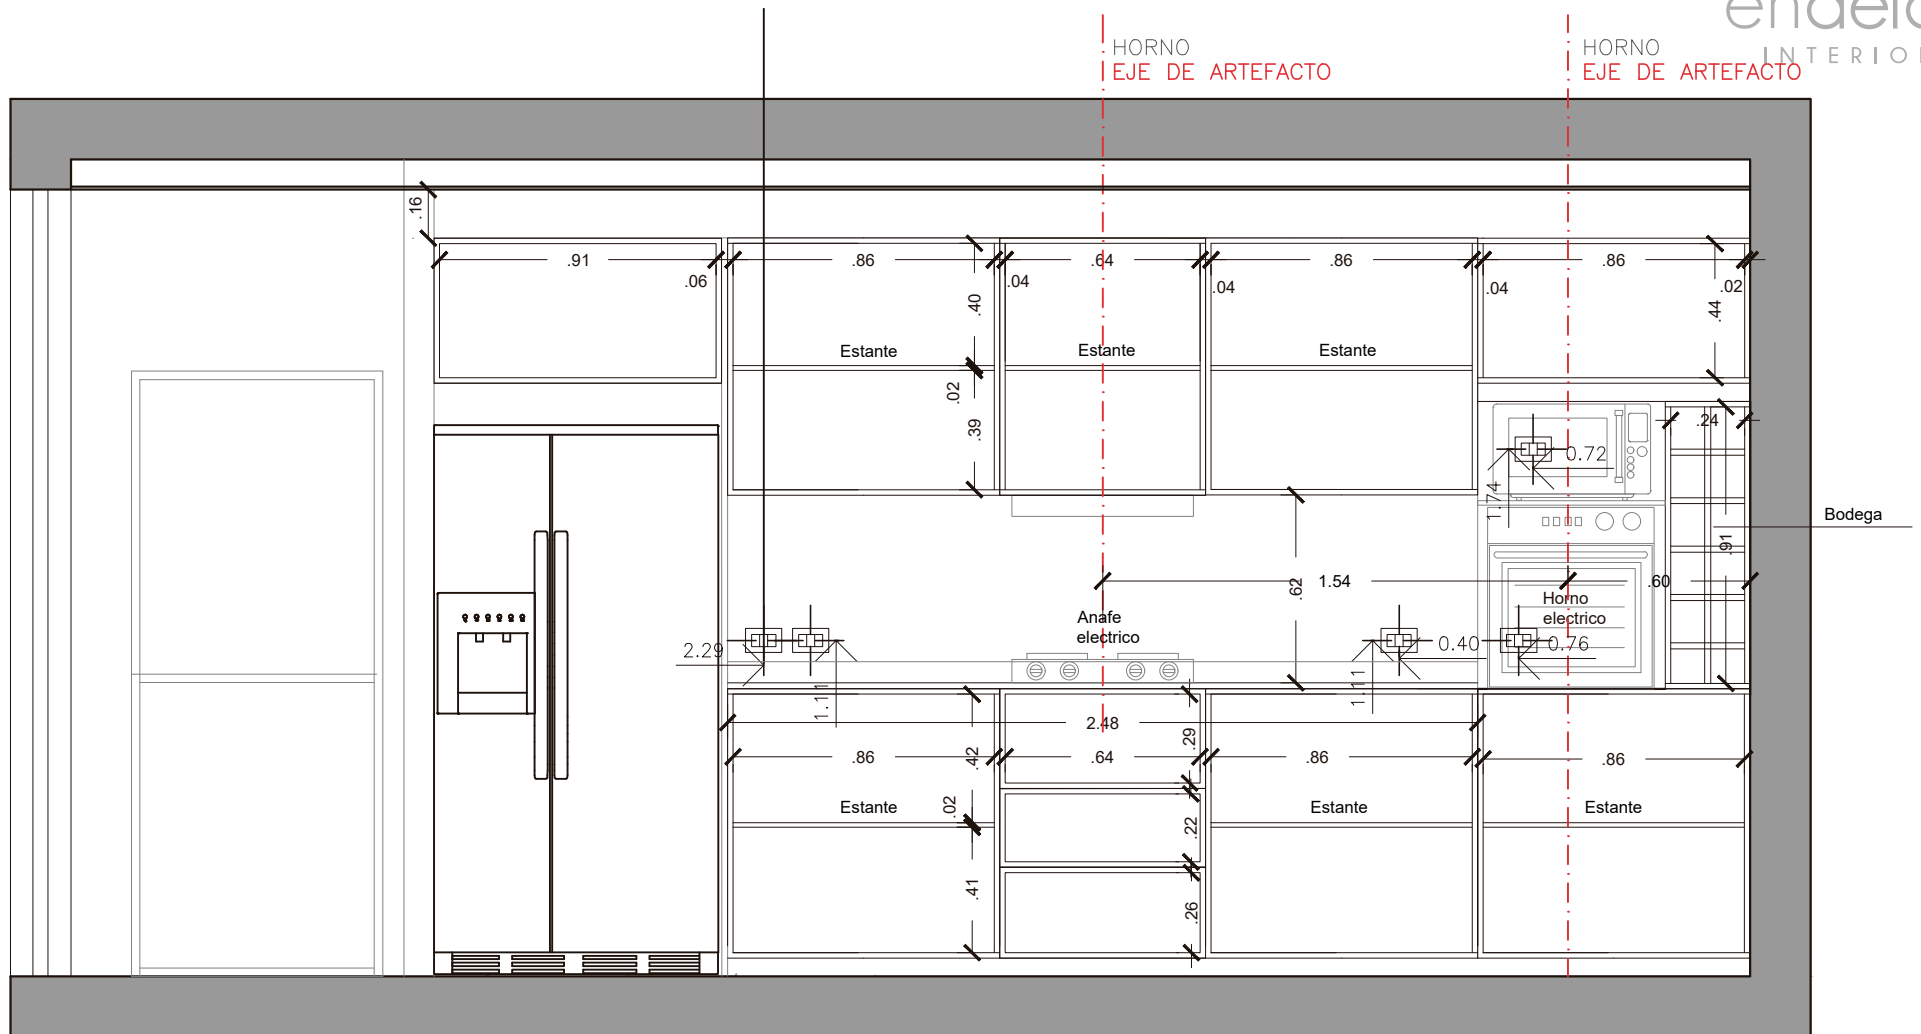 HORNO
EJE DE ARTEFACTO
HORNO
EJE DE ARTEFACTO
INTERIO
.16
.91
.06
.86
.04
.64
.04
.86
.04
.86
.02
.40
.44
Estante
Estante
Estante
.02
.39
.24
0.72
1.74
.91
Bodega
.62
1.54
.60
Horno
electrico
Anafe
electrico
2.29
1.11
1.11
0.40
0.76
2.48
.86
.42
.64
.29
.86
.86
Estante
.02
Estante
Estante
.22
.41
.26